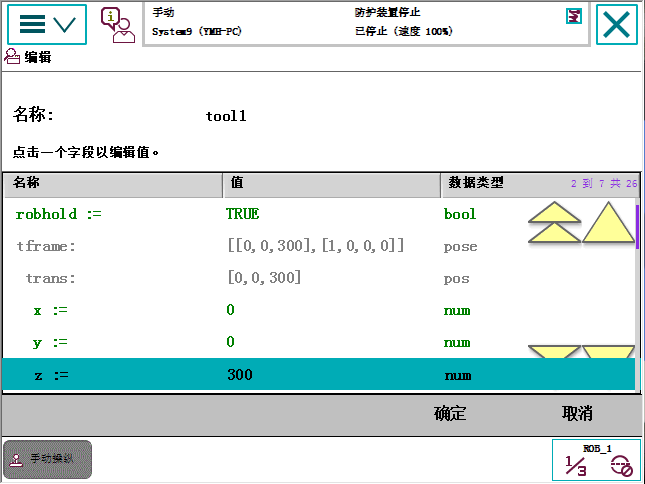 手动
防护装置停止
System9 (YMH-PC)
已停止 (速度 100%)
编辑
名称:
tool1
点击一个字段以编辑值。
名称 值 数据类型 2 到 7 共 26
robhold := TRUE bool
tframe: [[0,0,300],[1,0,0,0]] pose
trans: [0,0,300] pos
x := 0 num
y := 0 num
z := 300 num
确定 取消
手动操纵
ROB_1
1/3